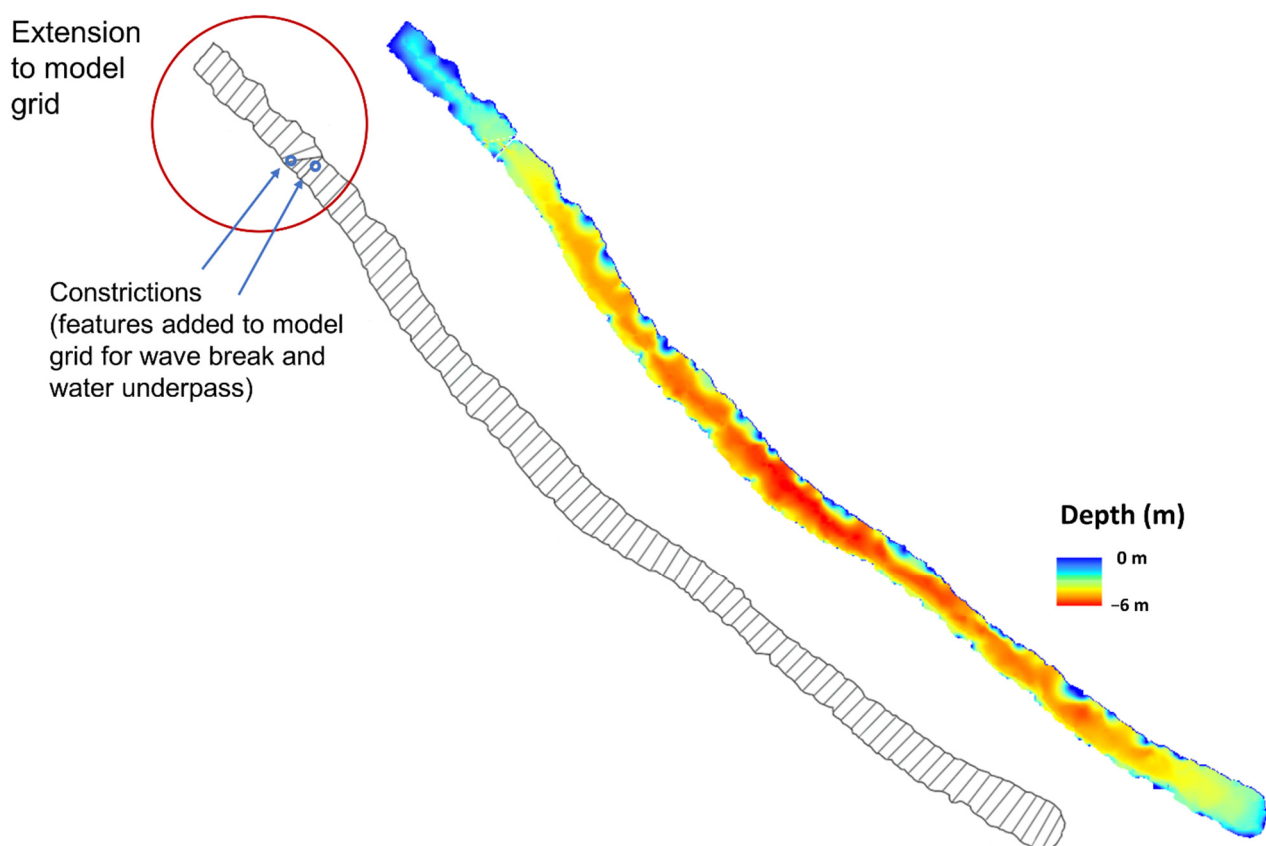 Extension
to model
grid
Constrictions
(features added to model
grid for wave break and
water underpass)
Depth (m)
0 m
−6 m